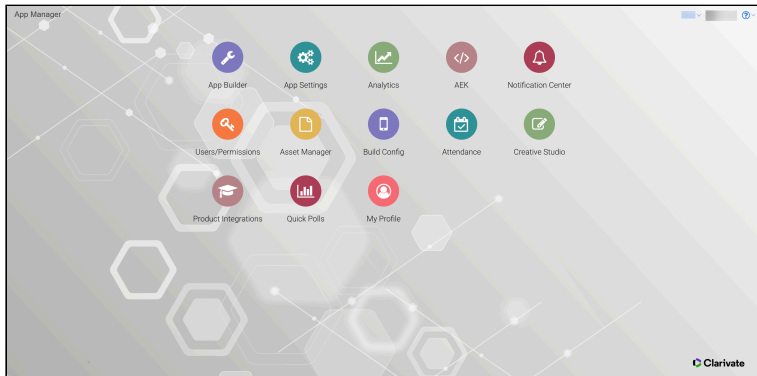 App Manager
App Builder
App Settings
Analytics
AEK
Notification Center
Users/Permissions
Asset Manager
Build Config
Attendance
Creative Studio
Product Integrations
Quick Polls
My Profile
Clarivate